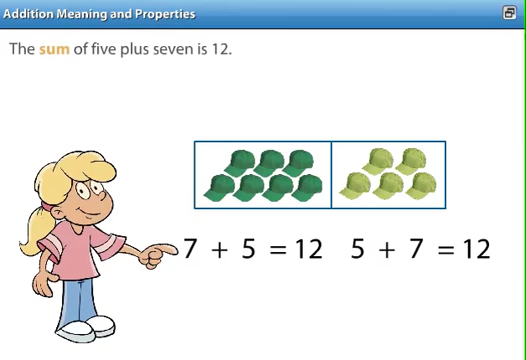 Addition Meaning and Properties
The sum of five plus seven is 12.
7 + 5 = 12 5 + 7 = 12